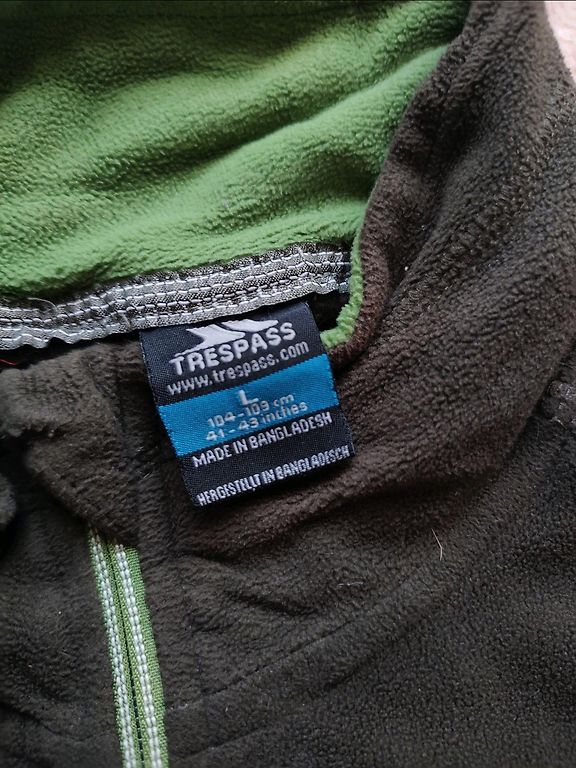 TRESPASS
www.trespass.com
L
104-109 cm
41-43 inches
MADE IN BANGLADESH
HERGESTELLT IN BANGLADESCH